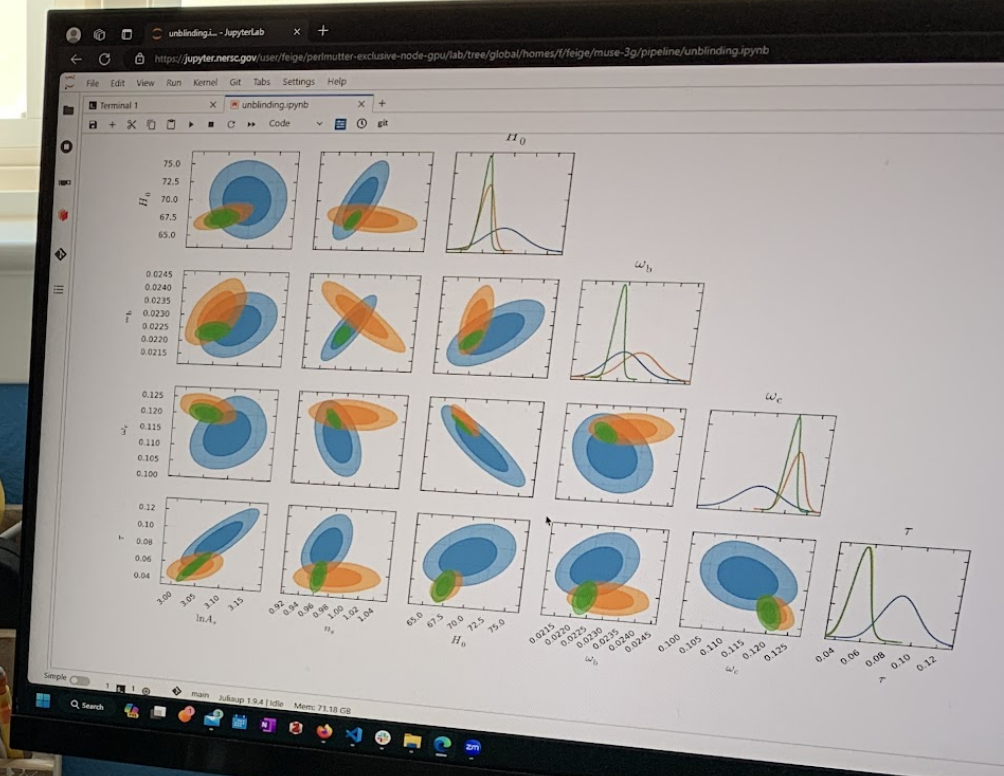 unblinding.i... - JupyterLab
https://jupyter.nersc.gov/user/feige/perlmutter-exclusive-node-gpu/lab/tree/global/homes/f/feige/muse-3g/pipeline/unblinding.ipynb
File Edit View Run Kernel Git Tabs Settings Help
Terminal 1 unblinding.ipynb
Code git
H₀
75.0
72.5
70.0
67.5
65.0
H₀
ω_b
0.0245
0.0240
0.0235
0.0230
0.0225
0.0220
0.0215
ω_c
0.125
0.120
0.115
0.110
0.105
0.100
ω_c
τ
0.12
0.10
0.08
0.06
0.04
τ
3.00 3.05 3.10 3.15
lnA_s
0.92 0.94 0.96 0.98 1.00 1.02 1.04
n_s
65.0 67.5 70.0 72.5 75.0
H₀
0.0215 0.0220 0.0225 0.0230 0.0235 0.0240 0.0245
ω_b
0.100 0.105 0.110 0.115 0.120 0.125
ω_c
0.04 0.06 0.08 0.10 0.12
τ
Simple main Juliaup 1.9.4 | Idle Mem: 73.18 GB
Search
zm